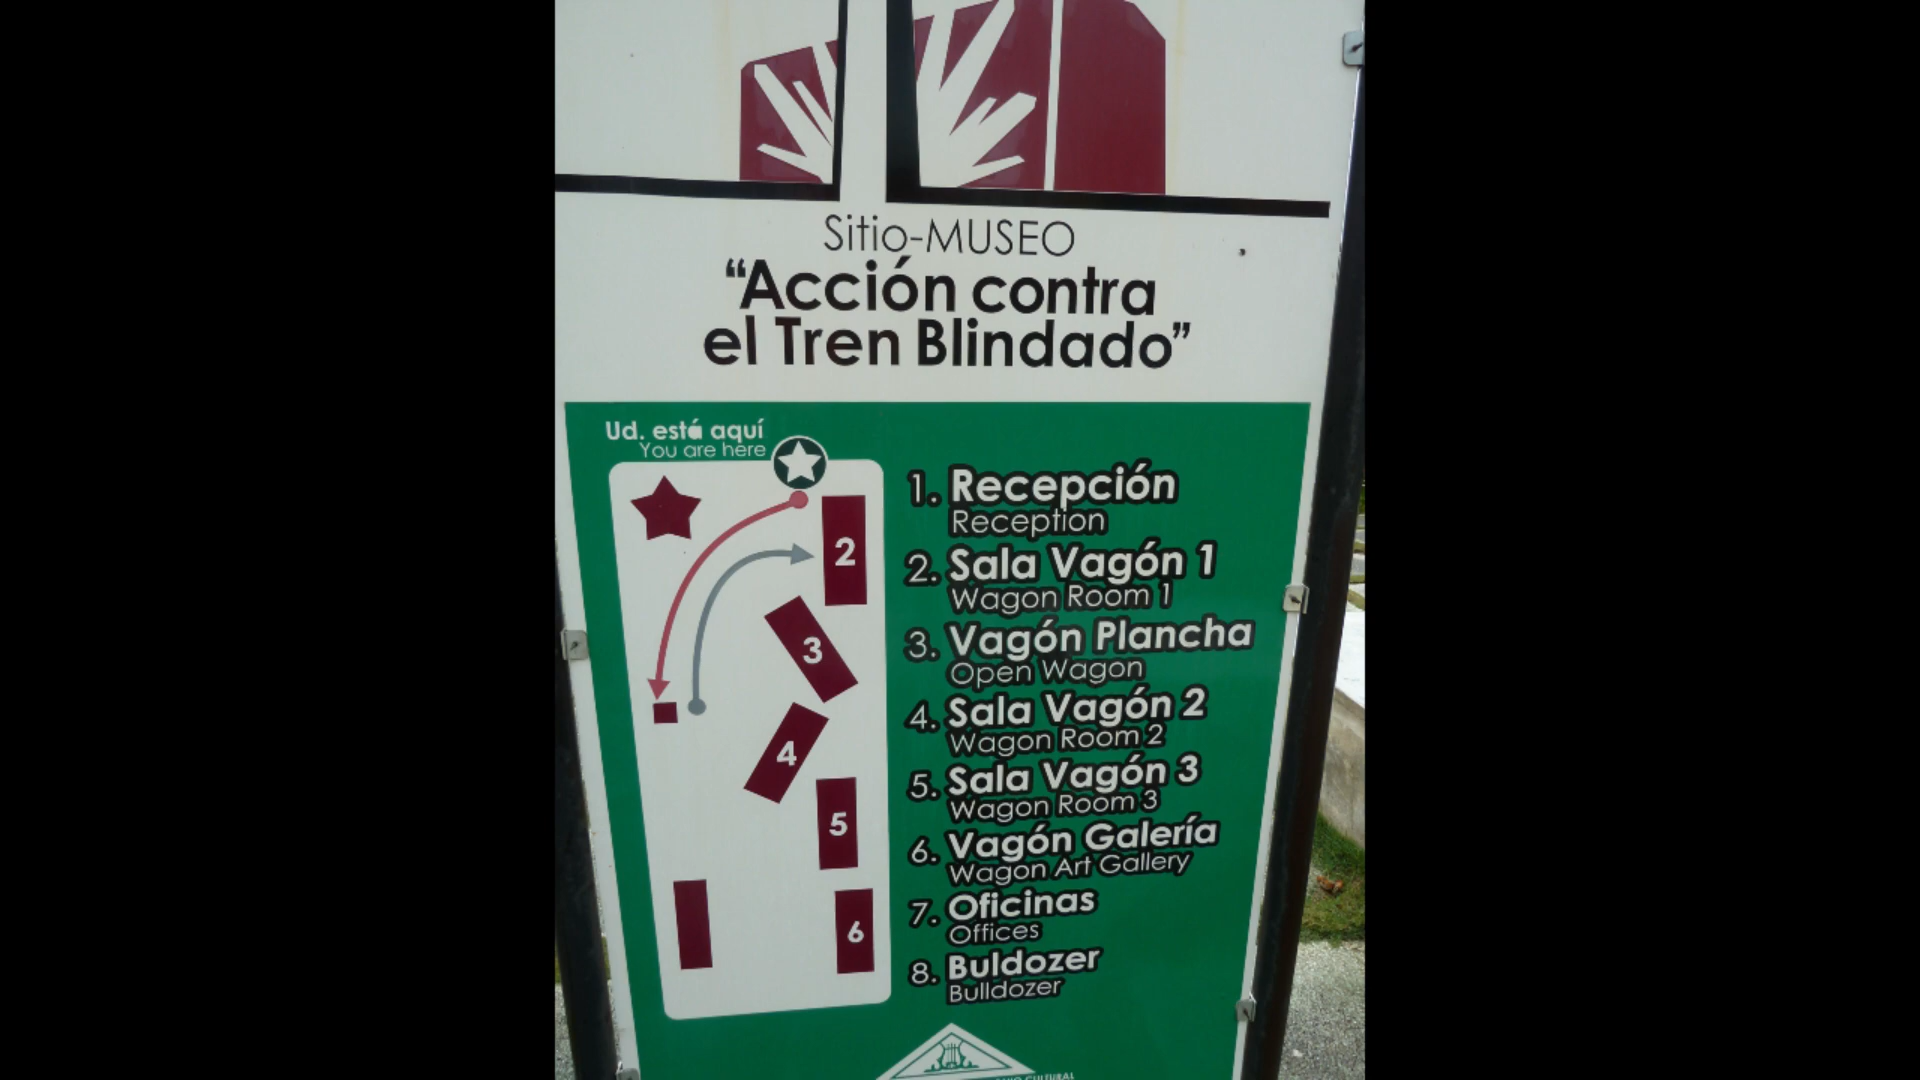 Sitio-MUSEO
“Acción contra
el Tren Blindado”
Ud. está aquí
You are here
2
3
4
5
6
1. Recepción
Reception
2. Sala Vagón 1
Wagon Room 1
3. Vagón Plancha
Open Wagon
4. Sala Vagón 2
Wagon Room 2
5. Sala Vagón 3
Wagon Room 3
6. Vagón Galería
Wagon Art Gallery
7. Oficinas
Offices
8. Buldozer
Bulldozer
CULTURAL